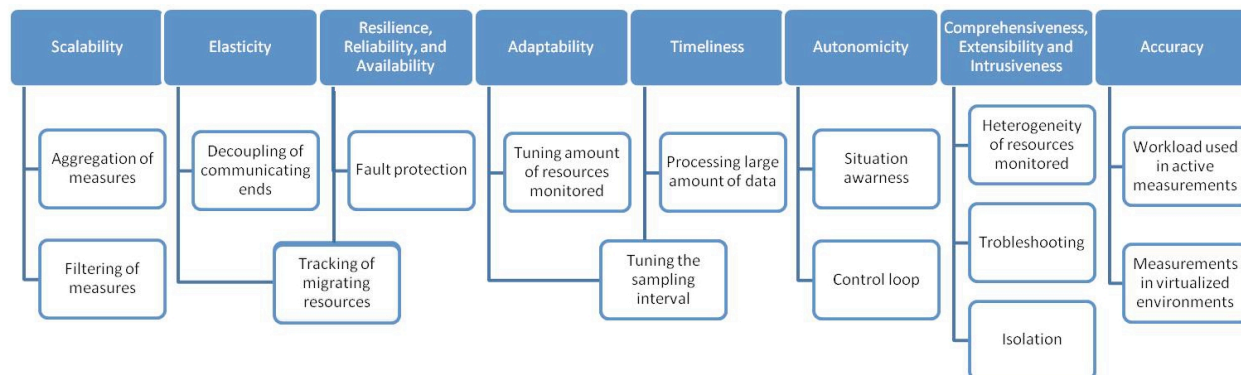 Scalability
Elasticity
Resilience,
Reliability, and
Availability
Adaptability
Timeliness
Autonomicity
Comprehensiveness,
Extensibility and
Intrusiveness
Accuracy
Aggregation of
measures
Filtering of
measures
Decoupling of
communicating
ends
Fault protection
Tracking of
migrating
resources
Tuning amount
of resources
monitored
Processing large
amount of data
Tuning the
sampling
interval
Situation
awarness
Control loop
Heterogeneity
of resources
monitored
Trobleshooting
Isolation
Workload used
in active
measurements
Measurements
in virtualized
environments